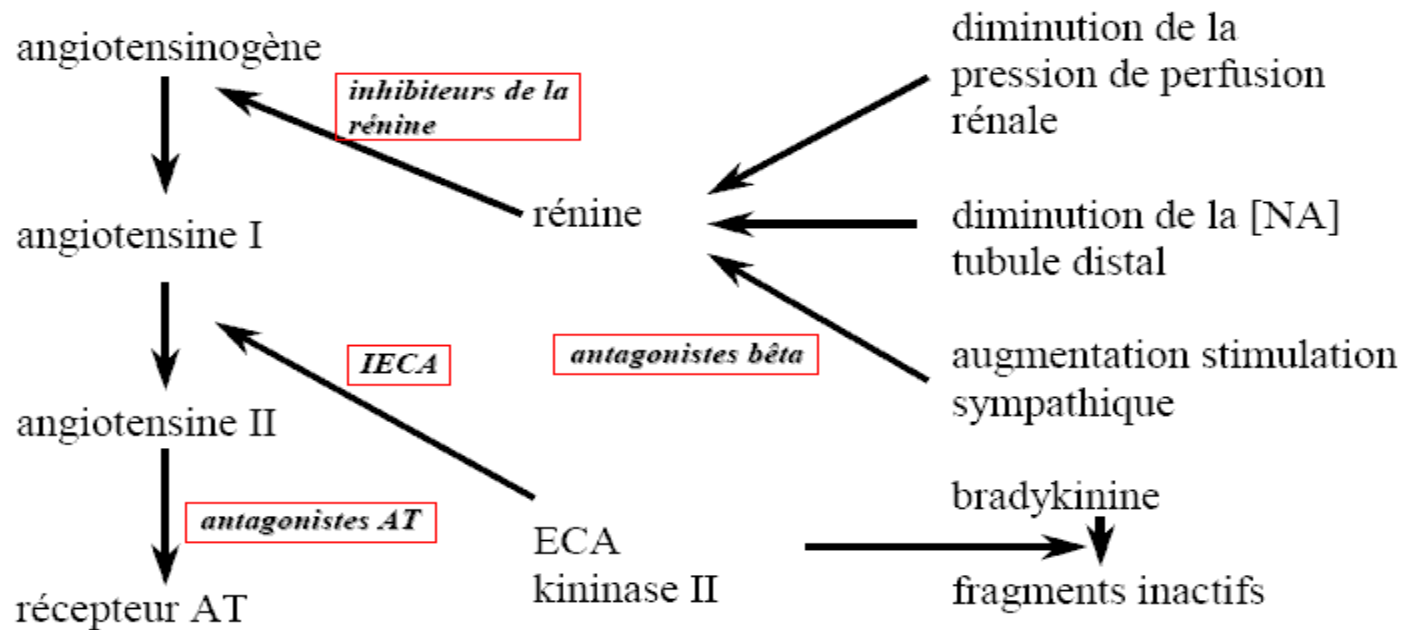 angiotensinogène
inhibiteurs de la
rénine
diminution de la
pression de perfusion
rénale
angiotensine I
rénine
diminution de la [NA]
tubule distal
IECA
antagonistes bêta
augmentation stimulation
sympathique
angiotensine II
antagonistes AT
ECA
kininase II
bradykinine
fragments inactifs
récepteur AT